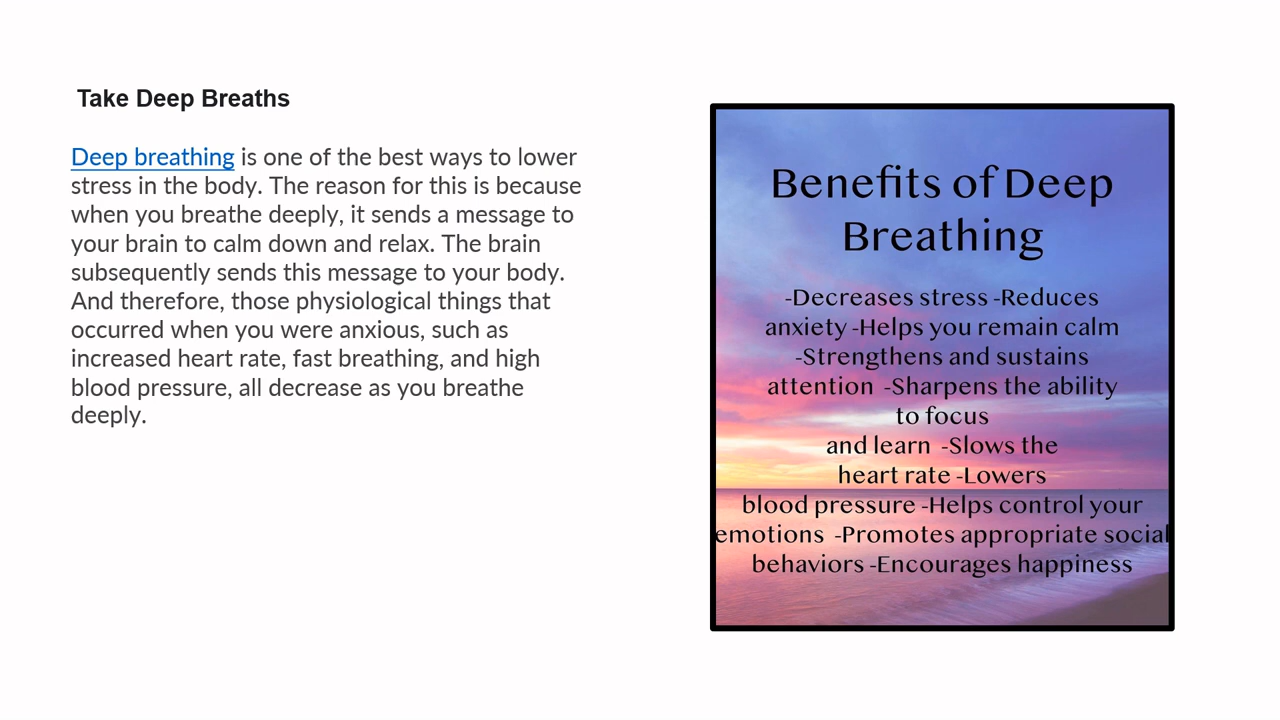 Take Deep Breaths
Deep breathing is one of the best ways to lower
stress in the body. The reason for this is because
when you breathe deeply, it sends a message to
your brain to calm down and relax. The brain
subsequently sends this message to your body.
And therefore, those physiological things that
occurred when you were anxious, such as
increased heart rate, fast breathing, and high
blood pressure, all decrease as you breathe
deeply.
Benefits of Deep
Breathing
-Decreases stress -Reduces
anxiety -Helps you remain calm
-Strengthens and sustains
attention -Sharpens the ability
to focus
and learn -Slows the
heart rate -Lowers
blood pressure -Helps control your
emotions -Promotes appropriate social
behaviors -Encourages happiness